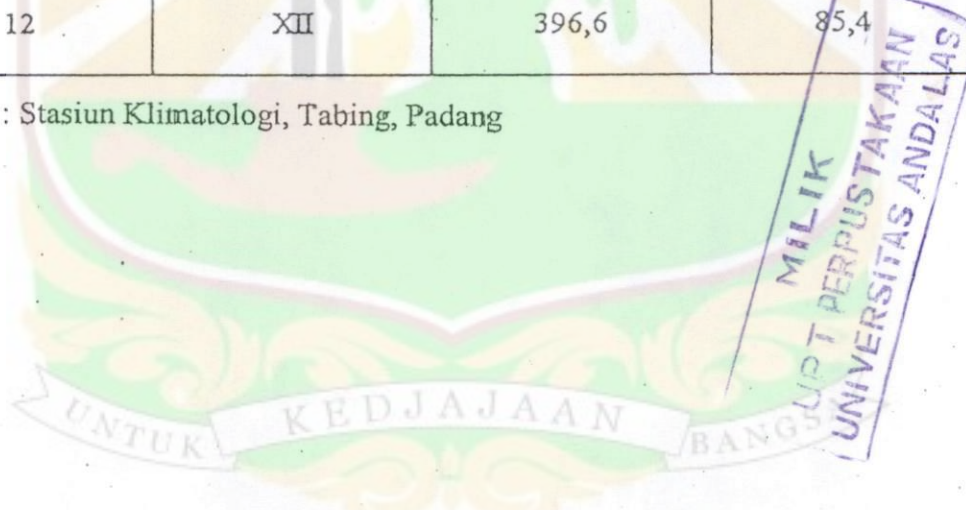 12 XII 396,6 85,4
: Stasiun Klimatologi, Tabing, Padang
MILIK
UPT PERPUSTAKAAN
UNIVERSITAS ANDALAS
UNTUK KEDJAJAAN BANGSA